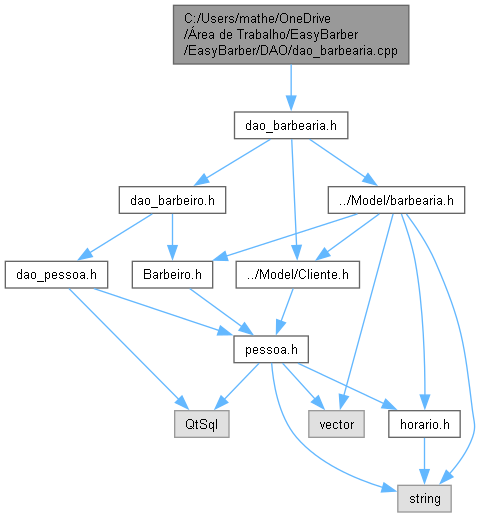 C:/Users/mathe/OneDrive
/Área de Trabalho/EasyBarber
/EasyBarber/DAO/dao_barbearia.cpp
dao_barbearia.h
dao_barbeiro.h
../Model/barbearia.h
dao_pessoa.h
Barbeiro.h
../Model/Cliente.h
pessoa.h
QtSql
vector
horario.h
string